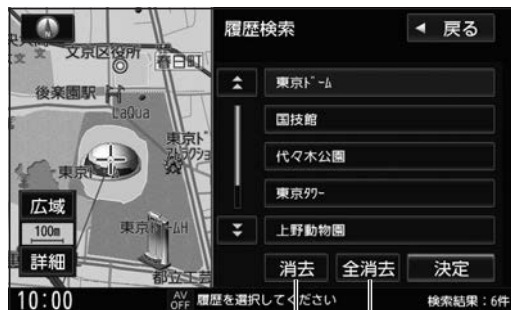 履歴検索
◀ 戻る
文京区役所
春日町
後楽園駅
LaQua
東京ド
アトラクショ
東京ド
東京ドームH
都立工芸
広域
100m
詳細
東京ドーム
国技館
代々木公園
東京タワー
上野動物園
消去
全消去
決定
10:00
AV OFF
履歴を選択してください
検索結果:6件